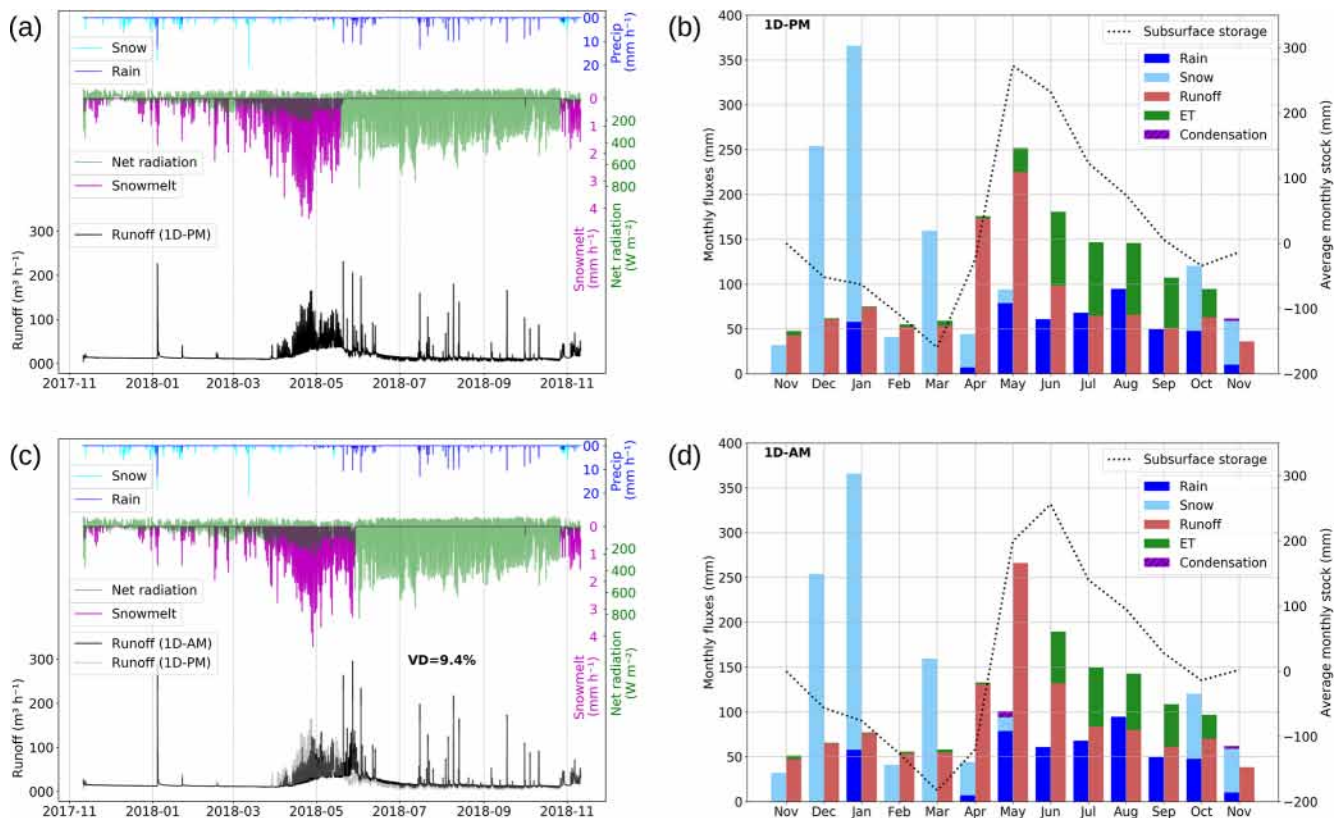 (a)
Snow
Rain
00
10
20
Precip
(mm h⁻¹)
Net radiation
Snowmelt
0
1
2
3
4
200
400
600
800
Snowmelt
(mm h⁻¹)
Net radiation
(W m⁻²)
Runoff (1D-PM)
Runoff (m³ h⁻¹)
300
200
100
000
2017-11
2018-01
2018-03
2018-05
2018-07
2018-09
2018-11
(b)
1D-PM
Subsurface storage
Rain
Snow
Runoff
ET
Condensation
Monthly fluxes (mm)
400
350
300
250
200
150
100
50
0
Average monthly stock (mm)
300
200
100
0
−100
−200
Nov Dec Jan Feb Mar Apr May Jun Jul Aug Sep Oct Nov
(c)
Snow
Rain
00
10
20
Precip
(mm h⁻¹)
Net radiation
Snowmelt
0
1
2
3
4
200
400
600
800
Snowmelt
(mm h⁻¹)
Net radiation
(W m⁻²)
Runoff (1D-AM)
Runoff (1D-PM)
VD=9.4%
Runoff (m³ h⁻¹)
300
200
100
000
2017-11
2018-01
2018-03
2018-05
2018-07
2018-09
2018-11
(d)
1D-AM
Subsurface storage
Rain
Snow
Runoff
ET
Condensation
Monthly fluxes (mm)
400
350
300
250
200
150
100
50
0
Average monthly stock (mm)
300
200
100
0
−100
−200
Nov Dec Jan Feb Mar Apr May Jun Jul Aug Sep Oct Nov